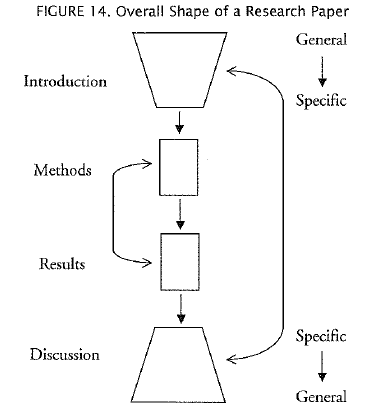 FIGURE 14. Overall Shape of a Research Paper
General
Introduction
Specific
Methods
Results
Specific
Discussion
General